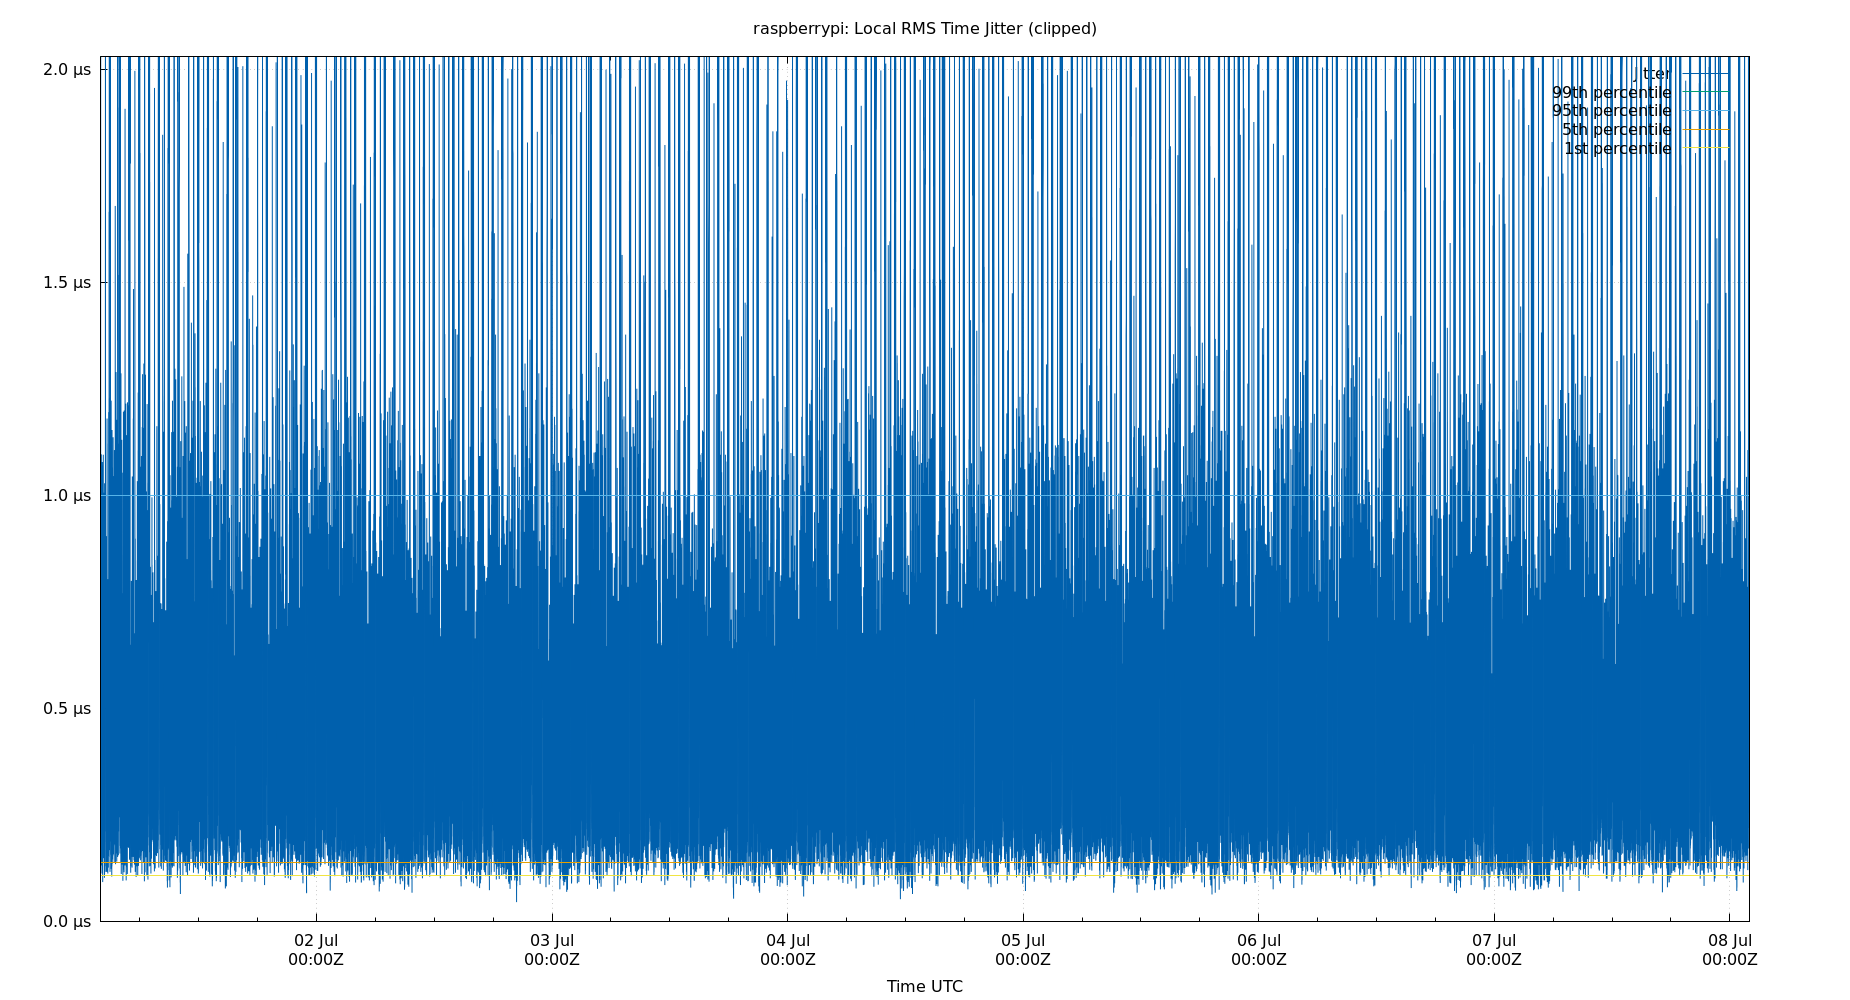 raspberrypi: Local RMS Time Jitter (clipped)
2.0 µs
jitter
99th percentile
95th percentile
5th percentile
1st percentile
1.5 µs
1.0 µs
0.5 µs
0.0 µs
02 Jul 03 Jul 04 Jul 05 Jul 06 Jul 07 Jul 08 Jul
00:00Z 00:00Z 00:00Z 00:00Z 00:00Z 00:00Z 00:00Z
Time UTC